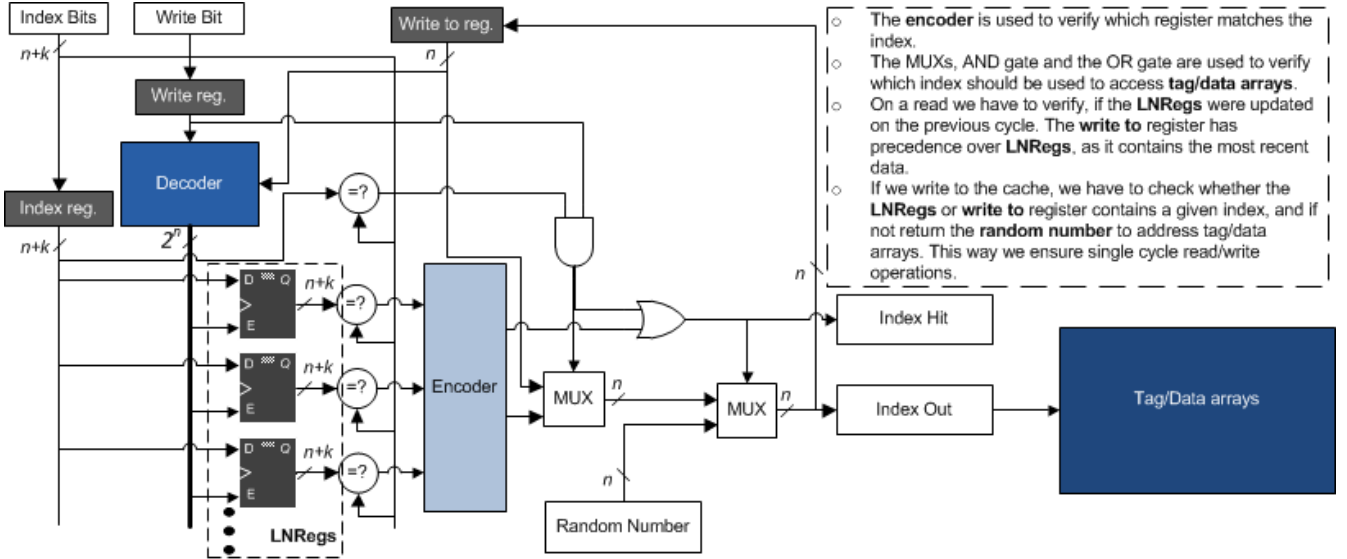 Index Bits
Write Bit
Write to reg.
n+k
n
Write reg.
Decoder
Index reg.
n+k
2ⁿ
=?
D Q
E
n+k
=?
D Q
E
n+k
=?
D Q
E
n+k
=?
LNRegs
Encoder
MUX
n
MUX
n
n
n
Random Number
Index Hit
Index Out
Tag/Data arrays
○ The encoder is used to verify which register matches the
index.
○ The MUXs, AND gate and the OR gate are used to verify
which index should be used to access tag/data arrays.
○ On a read we have to verify, if the LNRegs were updated
on the previous cycle. The write to register has
precedence over LNRegs, as it contains the most recent
data.
○ If we write to the cache, we have to check whether the
LNRegs or write to register contains a given index, and if
not return the random number to address tag/data
arrays. This way we ensure single cycle read/write
operations.